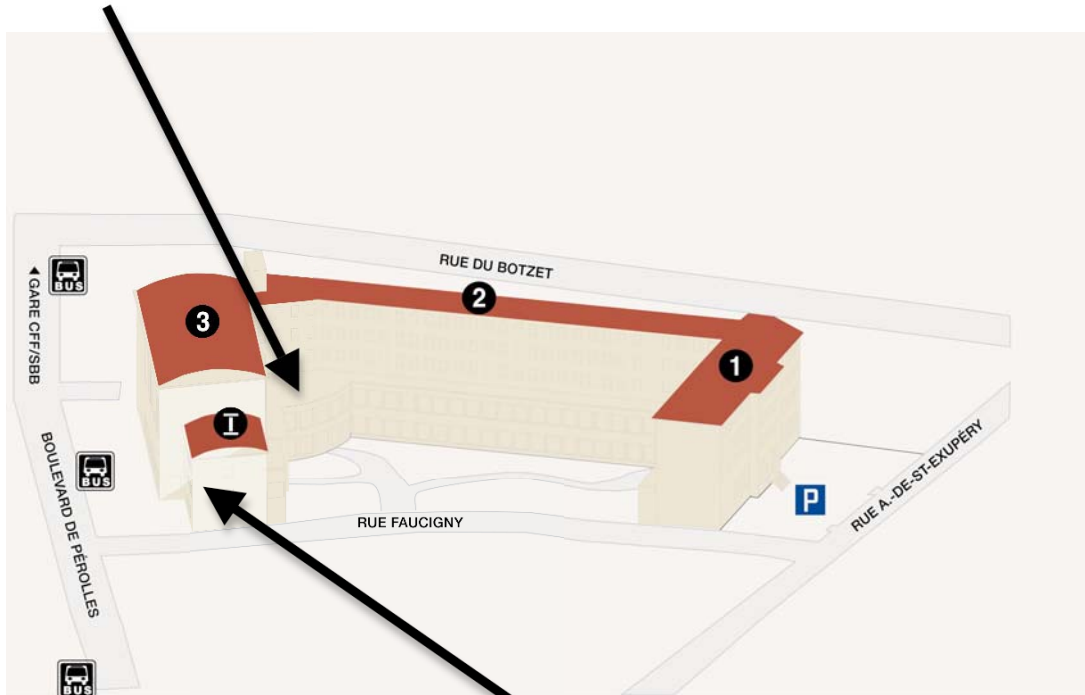 RUE DU BOTZET
◄ GARE CFF/SBB
BUS
3
2
1
I
BOULEVARD DE PÉROLLES
BUS
P
RUE A.-DE-ST-EXUPÉRY
RUE FAUCIGNY
BUS